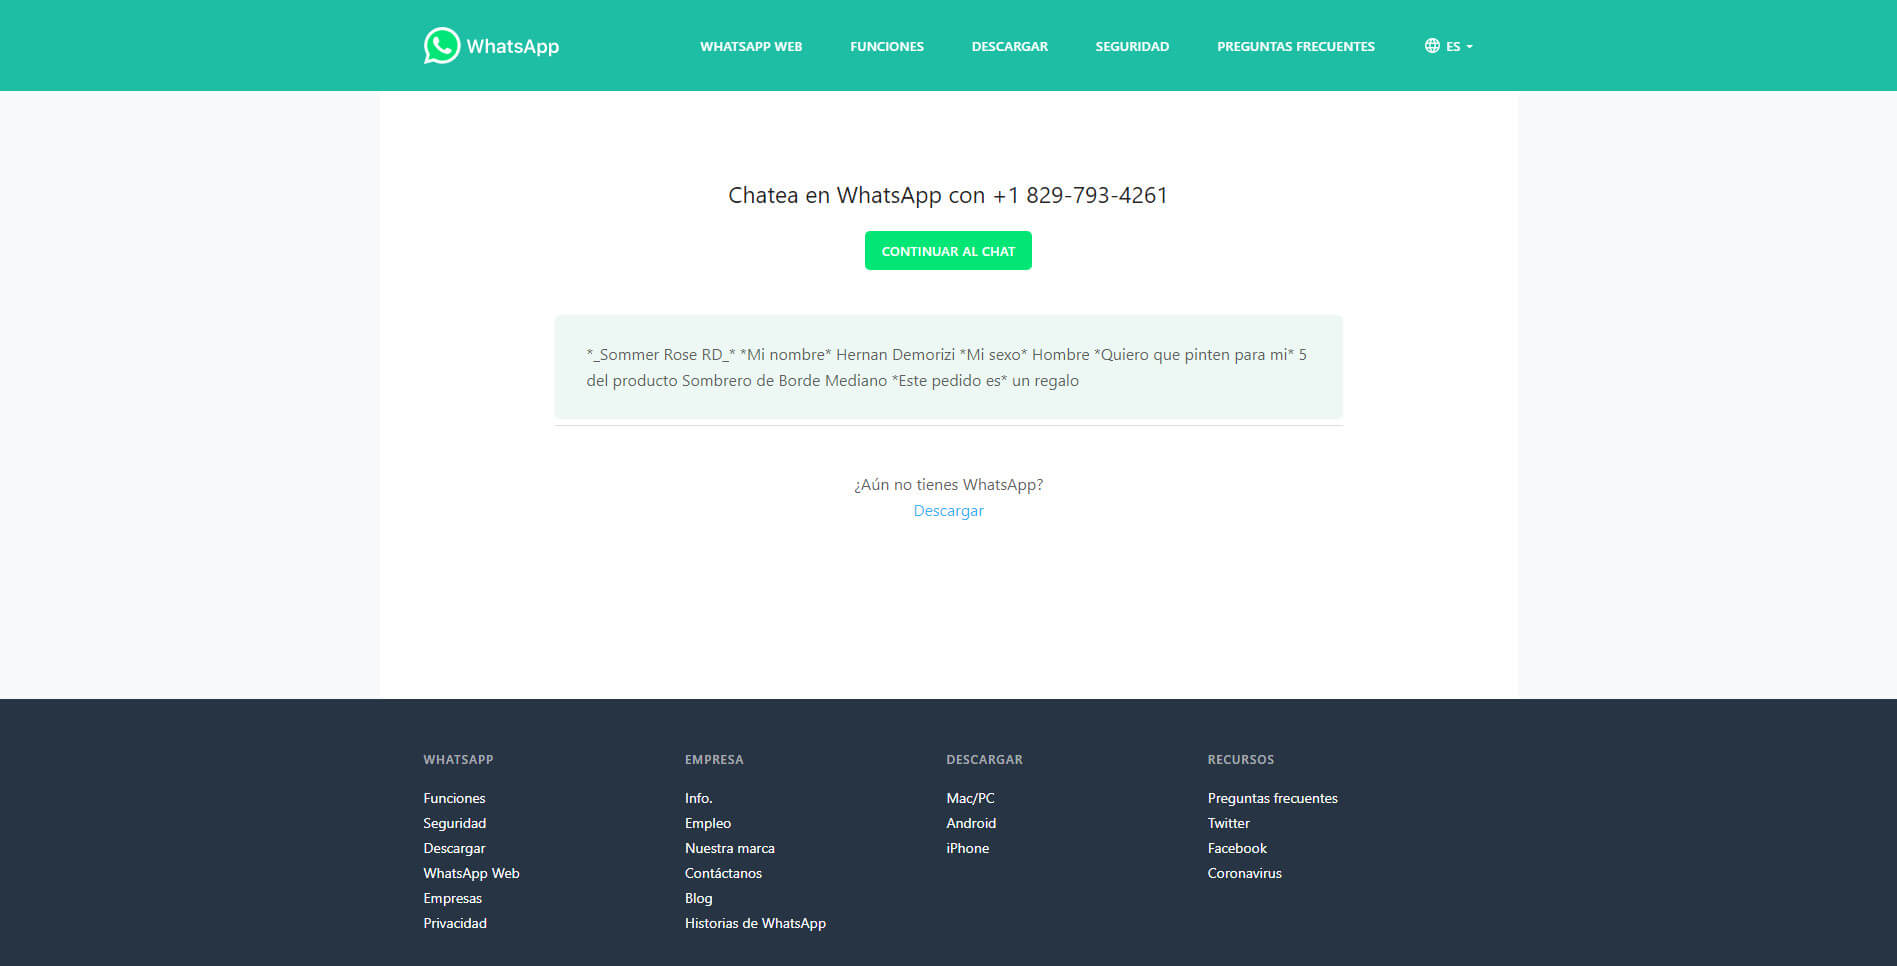 WhatsApp
WHATSAPP WEB
FUNCIONES
DESCARGAR
SEGURIDAD
PREGUNTAS FRECUENTES
ES
Chatea en WhatsApp con +1 829-793-4261
CONTINUAR AL CHAT
*_Sommer Rose RD_* *Mi nombre* Hernan Demorizi *Mi sexo* Hombre *Quiero que pinten para mi* 5
del producto Sombrero de Borde Mediano *Este pedido es* un regalo
¿Aún no tienes WhatsApp?
Descargar
WHATSAPP
Funciones
Seguridad
Descargar
WhatsApp Web
Empresas
Privacidad
EMPRESA
Info.
Empleo
Nuestra marca
Contáctanos
Blog
Historias de WhatsApp
DESCARGAR
Mac/PC
Android
iPhone
RECURSOS
Preguntas frecuentes
Twitter
Facebook
Coronavirus